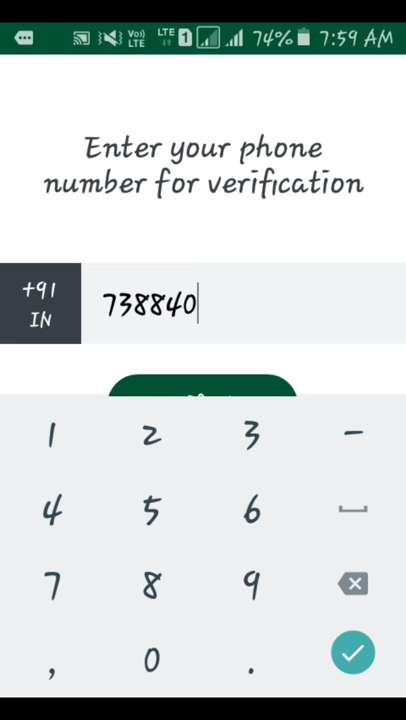 Vo))
LTE
LTE
1
74%
7:59 AM
Enter your phone
number for verification
+91
IN
738840
1 2 3 -
4 5 6
7 8 9
, 0 .